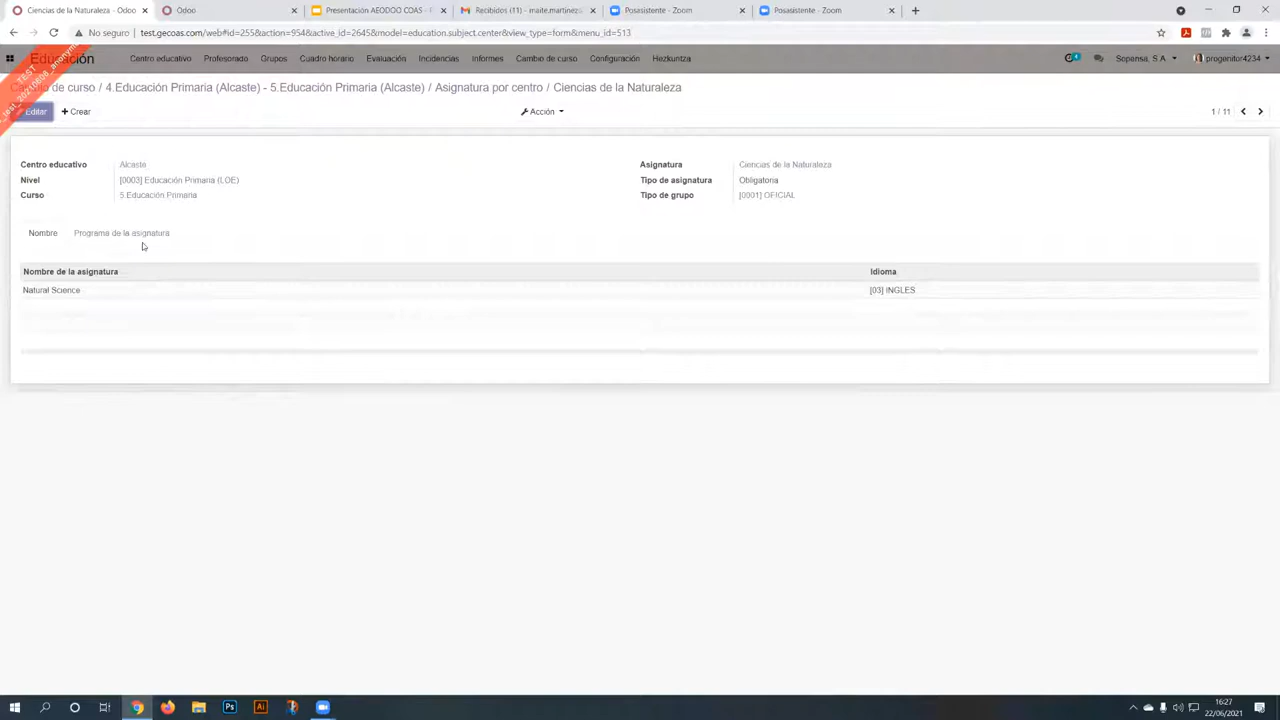 Ciencias de la Naturaleza - Odoo
Odoo
Presentación AEODOO COAS - F
Recibidos (11) - maite.martinez
Posasistente - Zoom
Posasistente - Zoom
No seguro
test.gecoas.com/web#id=255&action=954&active_id=2645&model=education.subject.center&view_type=form&menu_id=513
TEST
Educación
Centro educativo
Profesorado
Grupos
Cuadro horario
Evaluación
Incidencias
Informes
Cambio de curso
Configuración
Hezkuntza
4
Sopensa, S.A
progenitor4234
de curso / 4.Educación Primaria (Alcaste) - 5.Educación Primaria (Alcaste) / Asignatura por centro / Ciencias de la Naturaleza
Editar
Crear
Acción
1 / 11
Centro educativo
Alcaste
Nivel
[0003] Educación Primaria (LOE)
Curso
5.Educación Primaria
Asignatura
Ciencias de la Naturaleza
Tipo de asignatura
Obligatoria
Tipo de grupo
[0001] OFICIAL
Nombre
Programa de la asignatura
Nombre de la asignatura
Idioma
Natural Science
[03] INGLES
16:27
22/06/2021